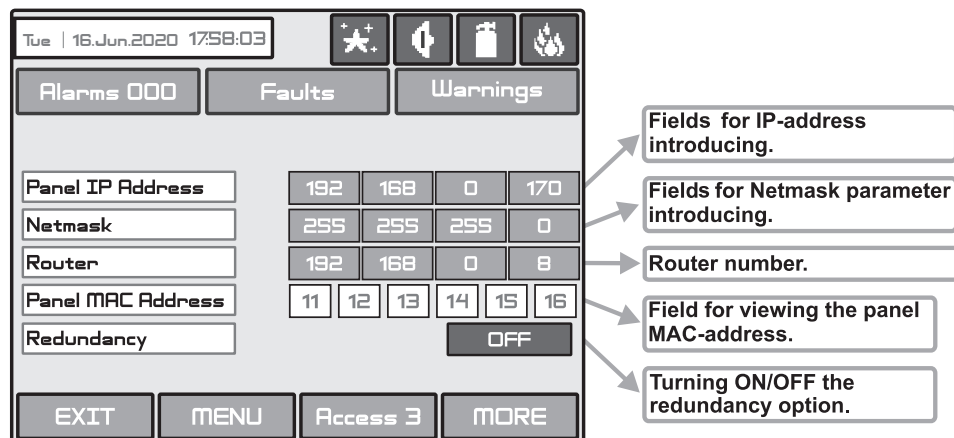 Tue | 16.Jun.2020 17:58:03
Alarms 000 Faults Warnings
Panel IP Address 192 168 0 170
Netmask 255 255 255 0
Router 192 168 0 8
Panel MAC Address 11 12 13 14 15 16
Redundancy OFF
EXIT MENU Access 3 MORE
Fields for IP-address
introducing.
Fields for Netmask parameter
introducing.
Router number.
Field for viewing the panel
MAC-address.
Turning ON/OFF the
redundancy option.